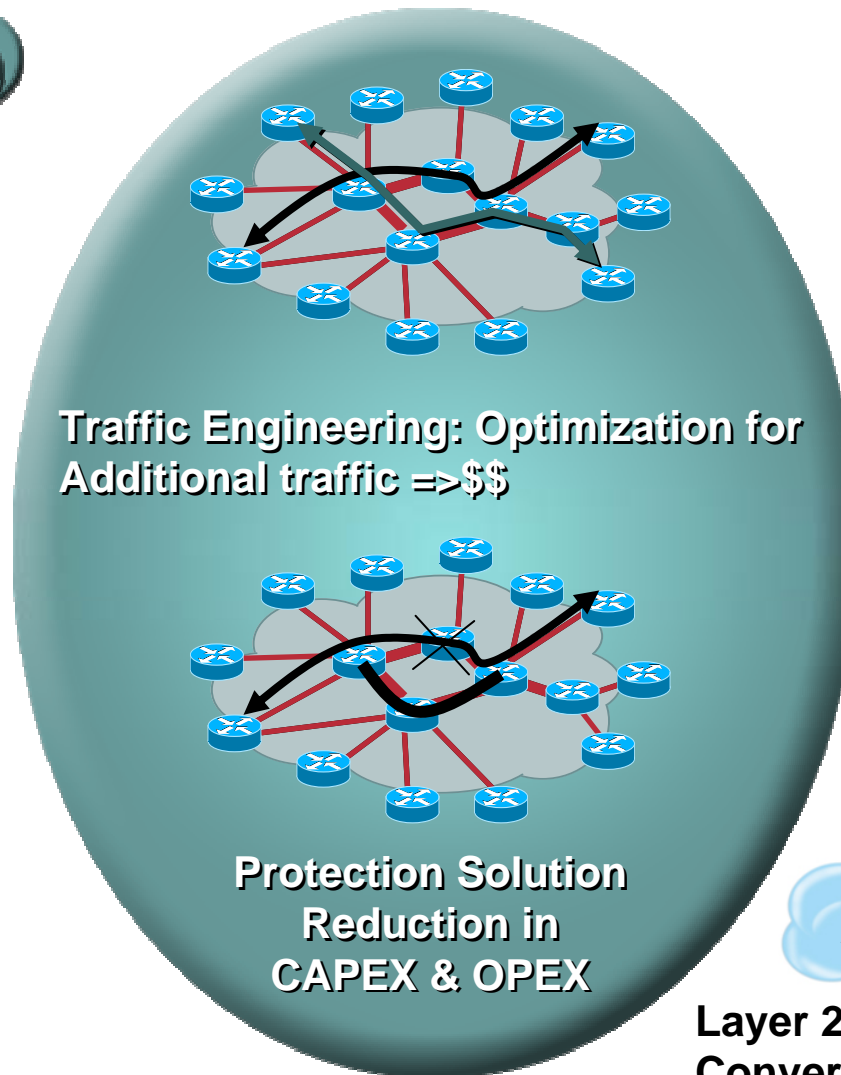 Traffic Engineering: Optimization for
Additional traffic =>$$
Protection Solution
Reduction in
CAPEX & OPEX
Layer 2